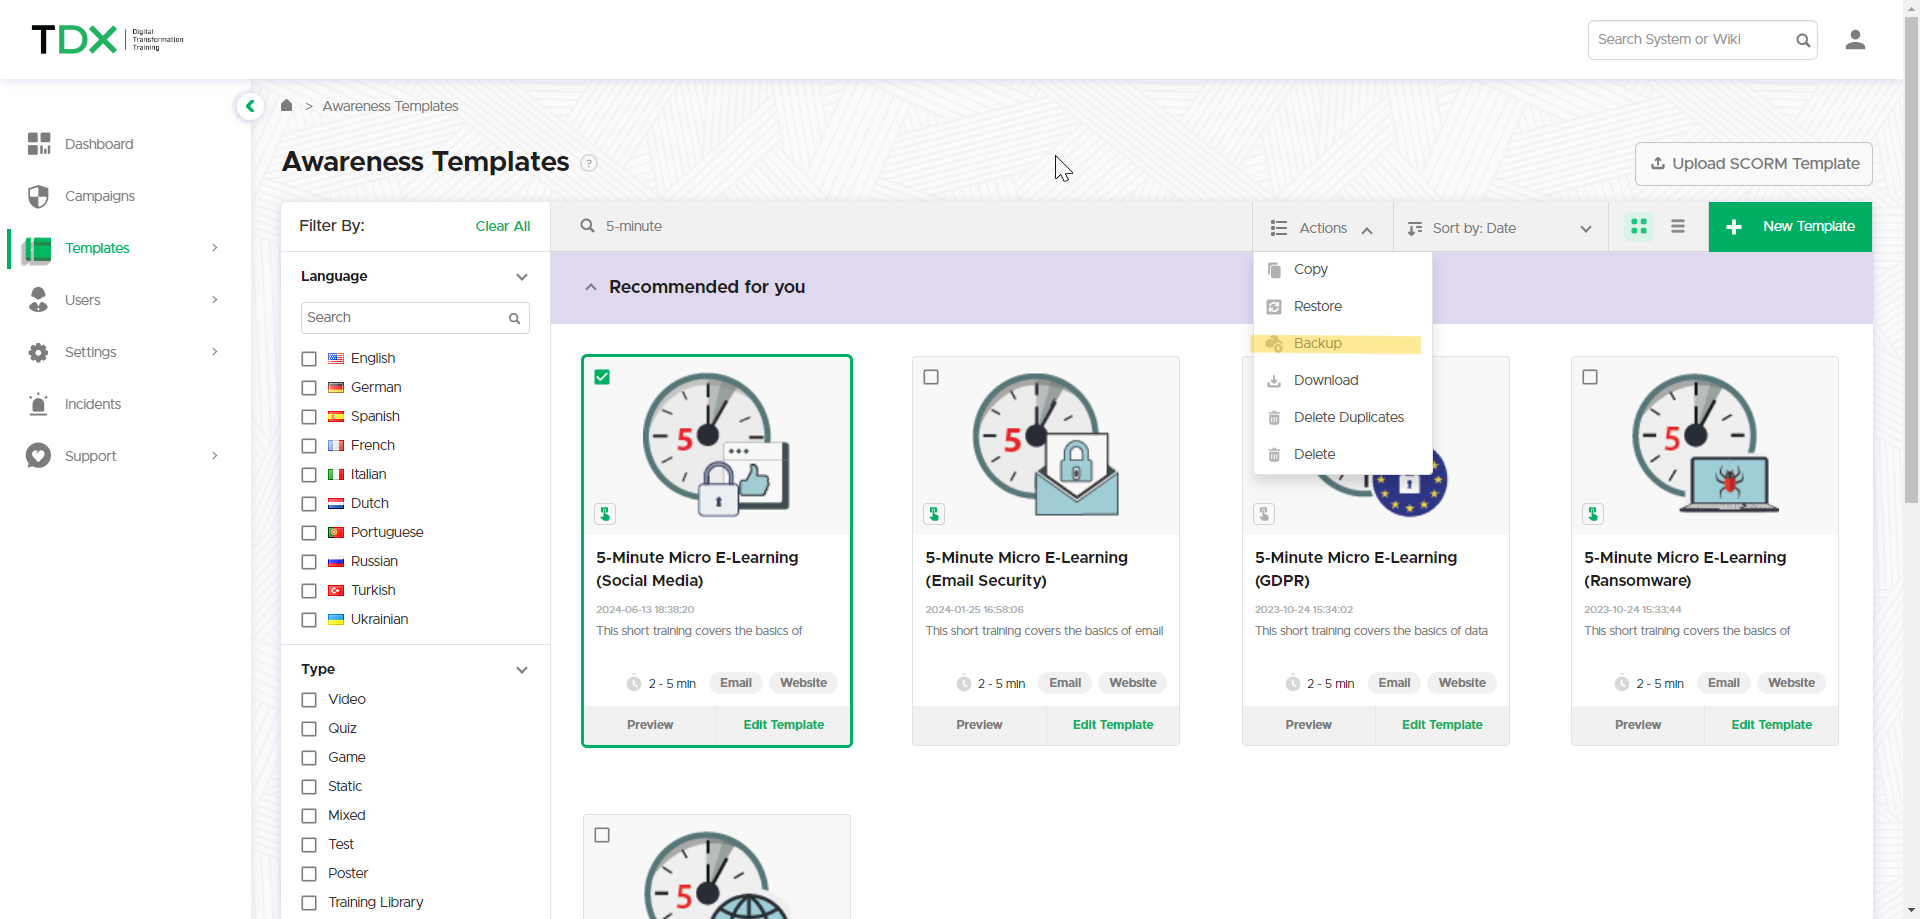 TDX
Digital
Transformation
Training
Search System or Wiki
> Awareness Templates
Dashboard
Campaigns
Templates
Users
Settings
Incidents
Support
Awareness Templates ?
Upload SCORM Template
Filter By:
Clear All
5-minute
Actions
Sort by: Date
New Template
Language
Search
English
German
Spanish
French
Italian
Dutch
Portuguese
Russian
Turkish
Ukrainian
Type
Video
Quiz
Game
Static
Mixed
Test
Poster
Training Library
Recommended for you
Copy
Restore
Backup
Download
Delete Duplicates
Delete
5
5-Minute Micro E-Learning
(Social Media)
2024-06-13 18:38:20
This short training covers the basics of
2 - 5 min
Email
Website
Preview
Edit Template
5
5-Minute Micro E-Learning
(Email Security)
2024-01-25 16:58:06
This short training covers the basics of email
2 - 5 min
Email
Website
Preview
Edit Template
5-Minute Micro E-Learning
(GDPR)
2023-10-24 15:34:02
This short training covers the basics of data
2 - 5 min
Email
Website
Preview
Edit Template
5
5-Minute Micro E-Learning
(Ransomware)
2023-10-24 15:33:44
This short training covers the basics of
2 - 5 min
Email
Website
Preview
Edit Template
5